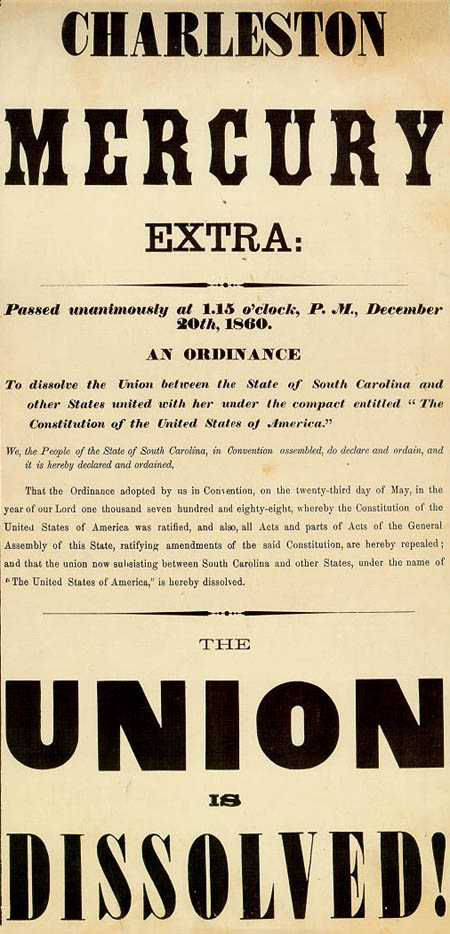 CHARLESTON
MERCURY
EXTRA:
Passed unanimously at 1.15 o'clock, P. M., December
20th, 1860.
AN ORDINANCE
To dissolve the Union between the State of South Carolina and
other States united with her under the compact entitled “ The
Constitution of the United States of America.”
We, the People of the State of South Carolina, in Convention assembled, do declare and ordain, and
it is hereby declared and ordained,
That the Ordinance adopted by us in Convention, on the twenty-third day of May, in the
year of our Lord one thousand seven hundred and eighty-eight, whereby the Constitution of the
United States of America was ratified, and also, all Acts and parts of Acts of the General
Assembly of this State, ratifying amendments of the said Constitution, are hereby repealed ;
and that the union now subsisting between South Carolina and other States, under the name of
“The United States of America,” is hereby dissolved.
THE
UNION
IS
DISSOLVED!